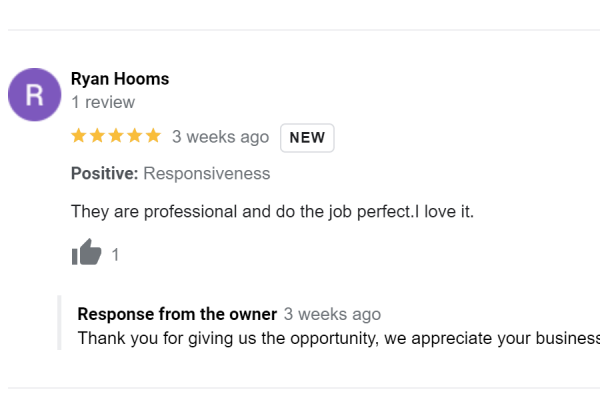 R
Ryan Hooms
1 review
3 weeks ago NEW
Positive: Responsiveness
They are professional and do the job perfect.I love it.
1
Response from the owner 3 weeks ago
Thank you for giving us the opportunity, we appreciate your business